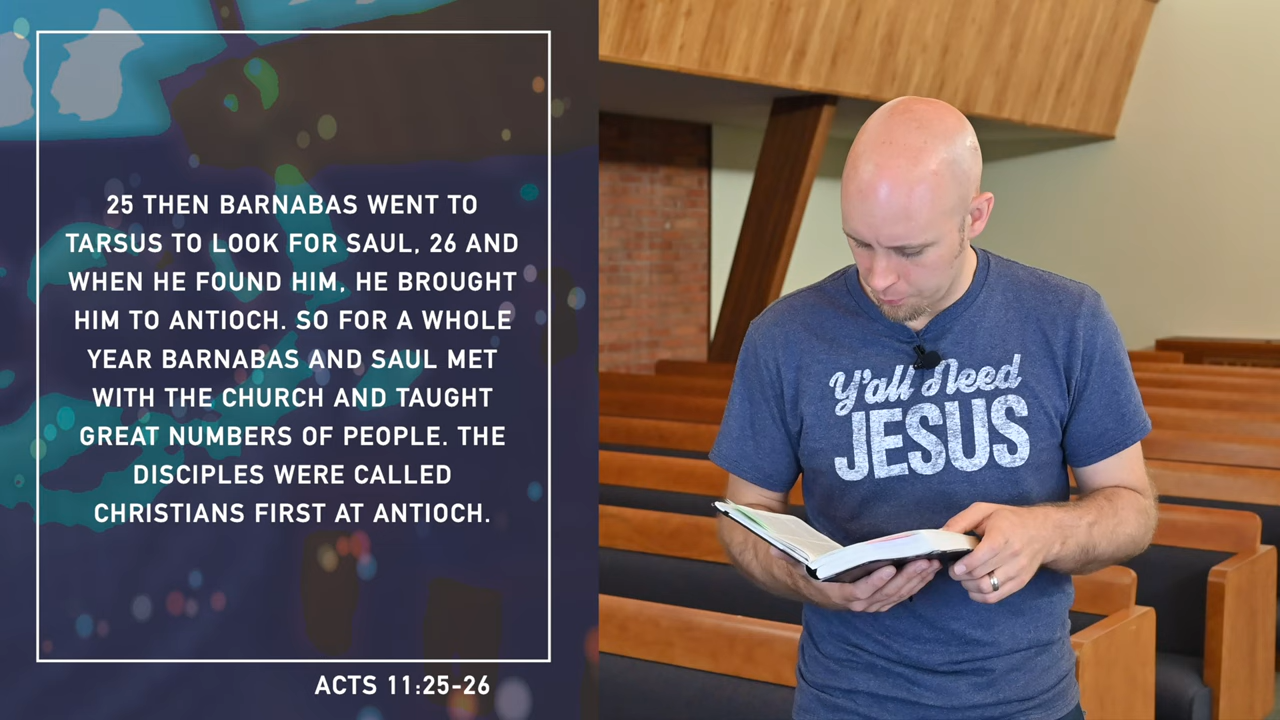 25 THEN BARNABAS WENT TO
TARSUS TO LOOK FOR SAUL, 26 AND
WHEN HE FOUND HIM, HE BROUGHT
HIM TO ANTIOCH. SO FOR A WHOLE
YEAR BARNABAS AND SAUL MET
WITH THE CHURCH AND TAUGHT
GREAT NUMBERS OF PEOPLE. THE
DISCIPLES WERE CALLED
CHRISTIANS FIRST AT ANTIOCH.
ACTS 11:25-26
Y'all Need
JESUS